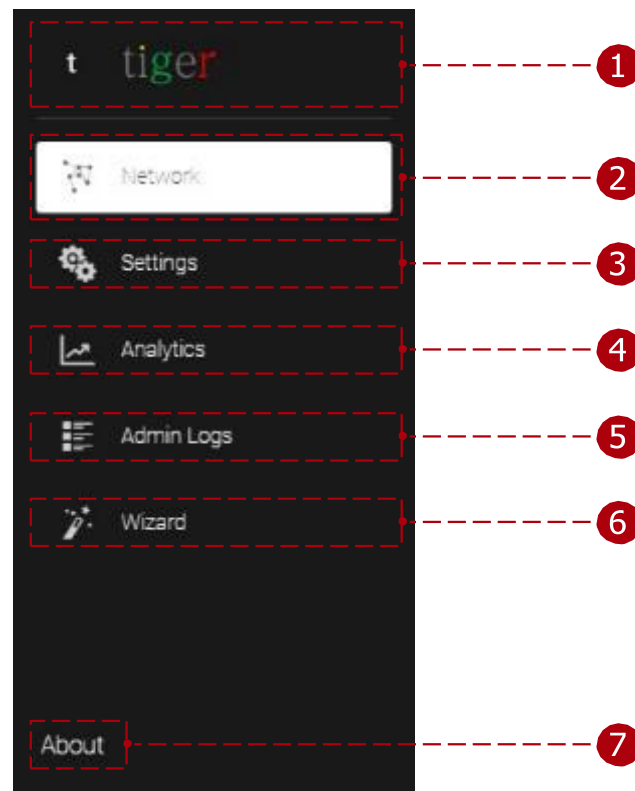 t tiger 1
Network 2
Settings 3
Analytics 4
Admin Logs 5
Wizard 6
About 7